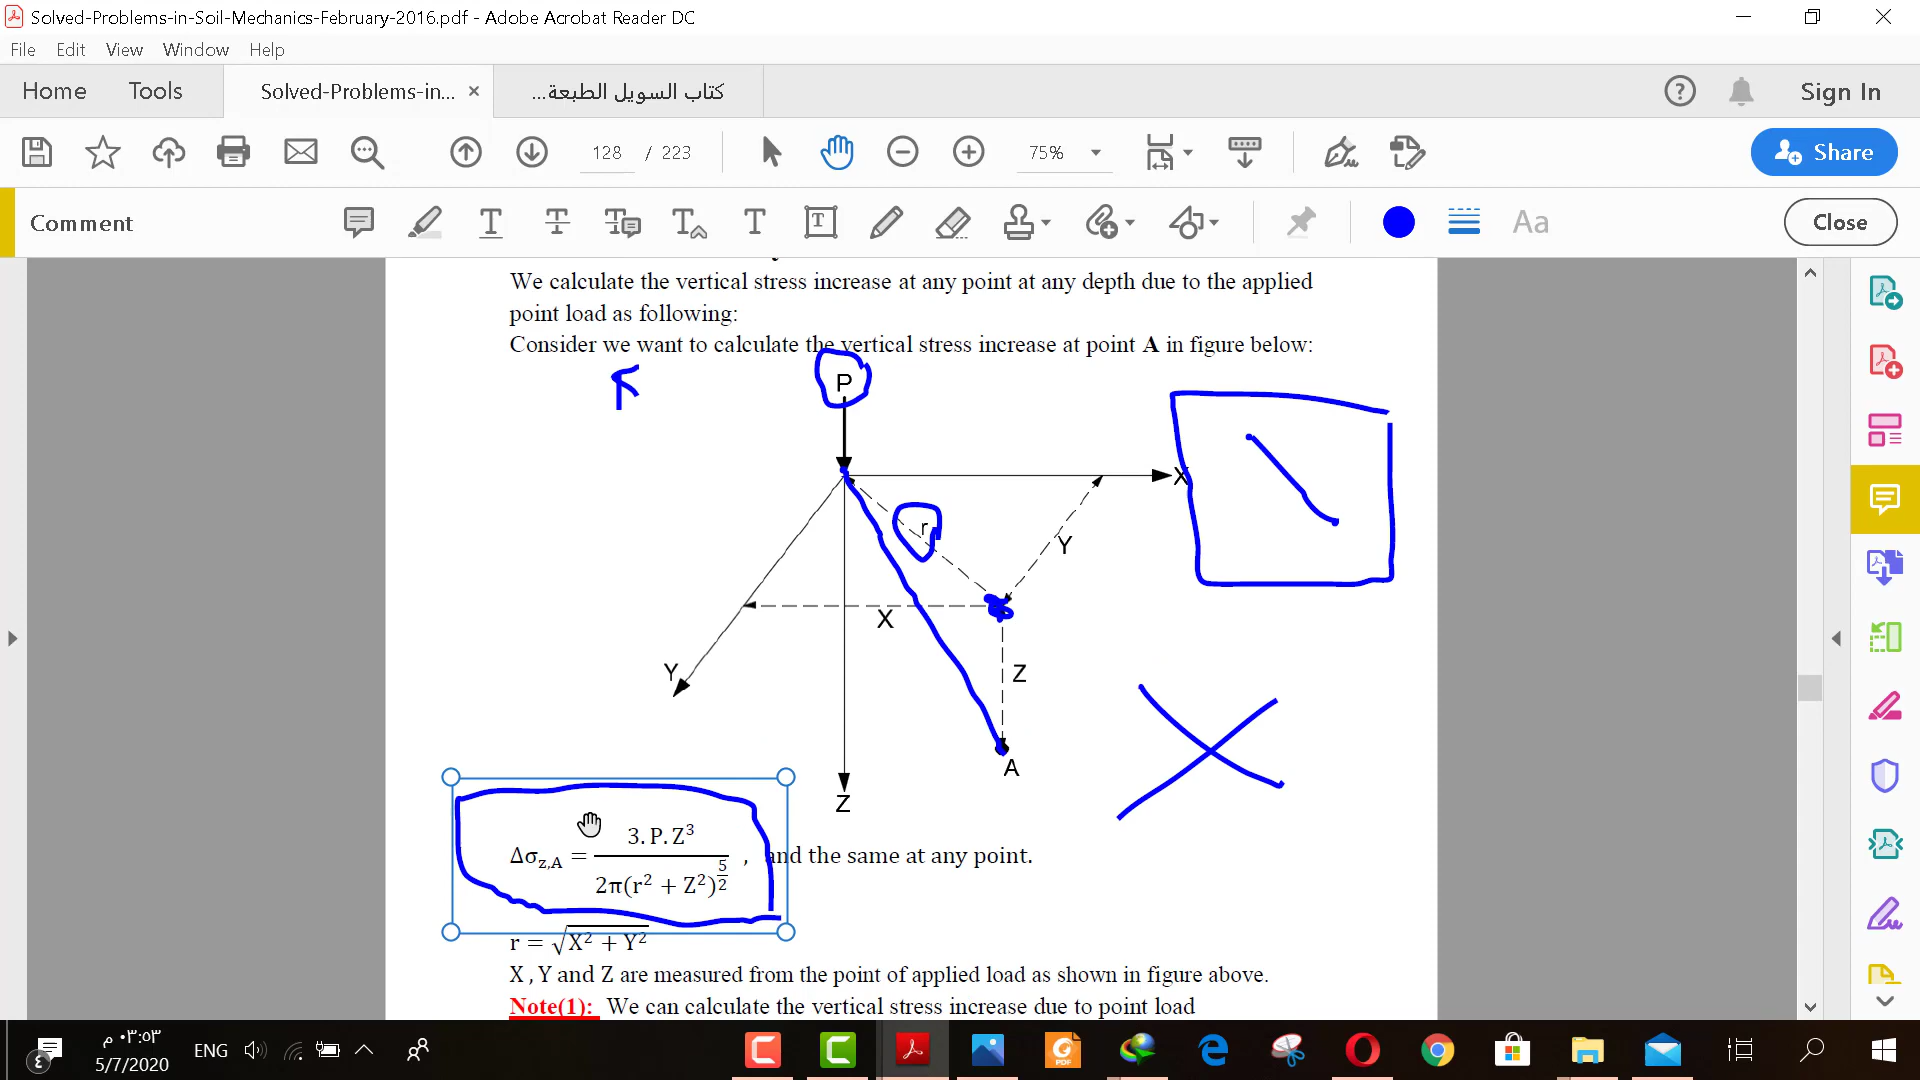 Solved-Problems-in-Soil-Mechanics-February-2016.pdf - Adobe Acrobat Reader DC
File Edit View Window Help
Home Tools Solved-Problems-in... × كتاب السويل الطبعة... Sign In
128 / 223 75% Share
Comment Aa Close
We calculate the vertical stress increase at any point at any depth due to the applied
point load as following:
Consider we want to calculate the vertical stress increase at point A in figure below:
P
X
r
Y
X
Y
Z
A
Z
Δσz,A = 3. P. Z³ / 2π(r² + Z²)^(5/2) , and the same at any point.
r = √X² + Y²
X , Y and Z are measured from the point of applied load as shown in figure above.
Note(1): We can calculate the vertical stress increase due to point load
٠٣:٥٣ م
ENG
5/7/2020